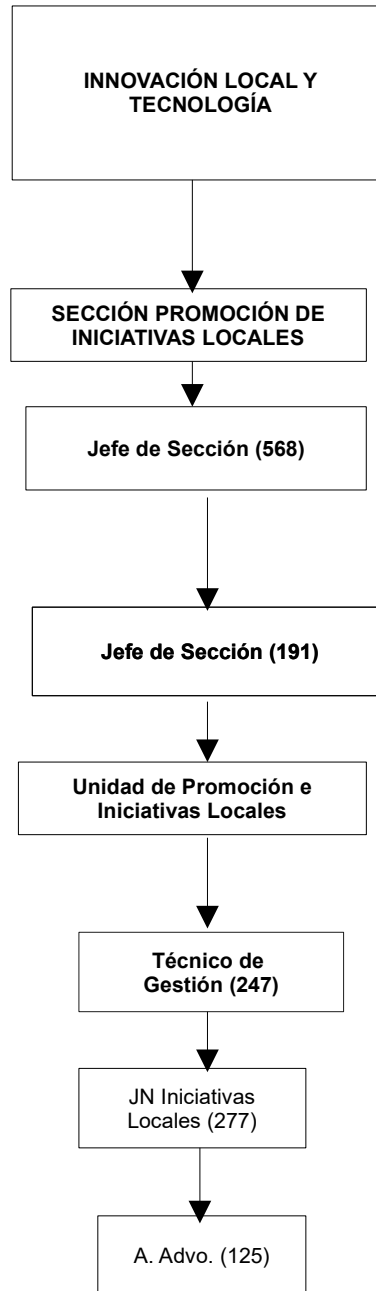 INNOVACIÓN LOCAL Y
TECNOLOGÍA
SECCIÓN PROMOCIÓN DE
INICIATIVAS LOCALES
Jefe de Sección (568)
Jefe de Sección (191)
Unidad de Promoción e
Iniciativas Locales
Técnico de
Gestión (247)
JN Iniciativas
Locales (277)
A. Advo. (125)